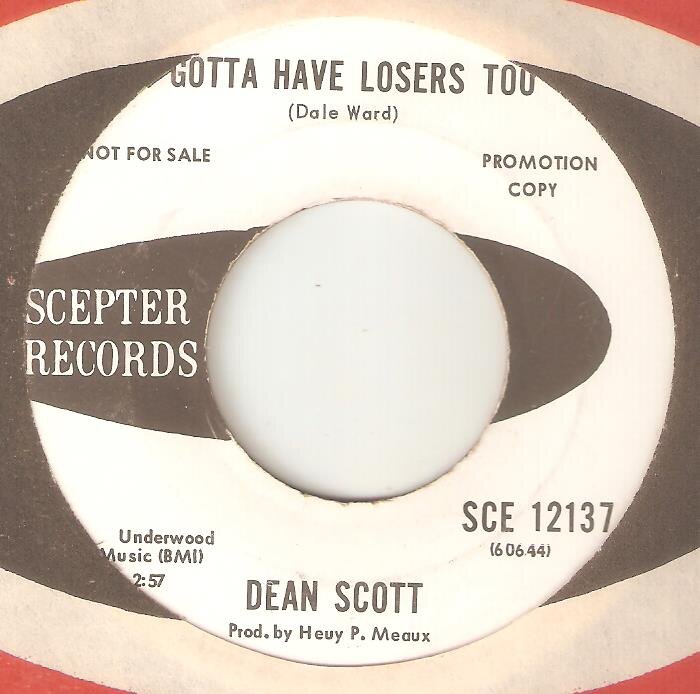 GOTTA HAVE LOSERS TOO
(Dale Ward)
NOT FOR SALE
PROMOTION
COPY
SCEPTER
RECORDS
SCE 12137
(60644)
Underwood
Music (BMI)
2:57
DEAN SCOTT
Prod. by Heuy P. Meaux